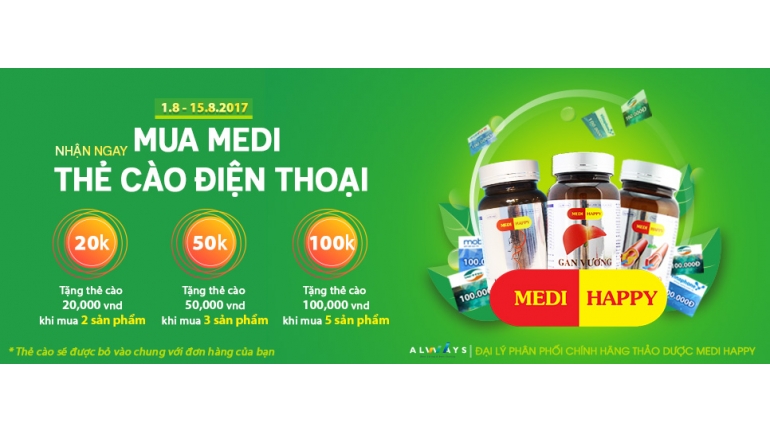 1.8 - 15.8.2017
NHẬN NGAY MUA MEDI
THẺ CÀO ĐIỆN THOẠI
20k
50k
100k
Tặng thẻ cào
20,000 vnd
khi mua 2 sản phẩm
Tặng thẻ cào
50,000 vnd
khi mua 3 sản phẩm
Tặng thẻ cào
100,000 vnd
khi mua 5 sản phẩm
* Thẻ cào sẽ được bỏ vào chung với đơn hàng của bạn
MEDI HAPPY
GAN VƯƠNG
100.000Đ
MEDI HAPPY
ALWAYS | ĐẠI LÝ PHÂN PHỐI CHÍNH HÃNG THẢO DƯỢC MEDI HAPPY